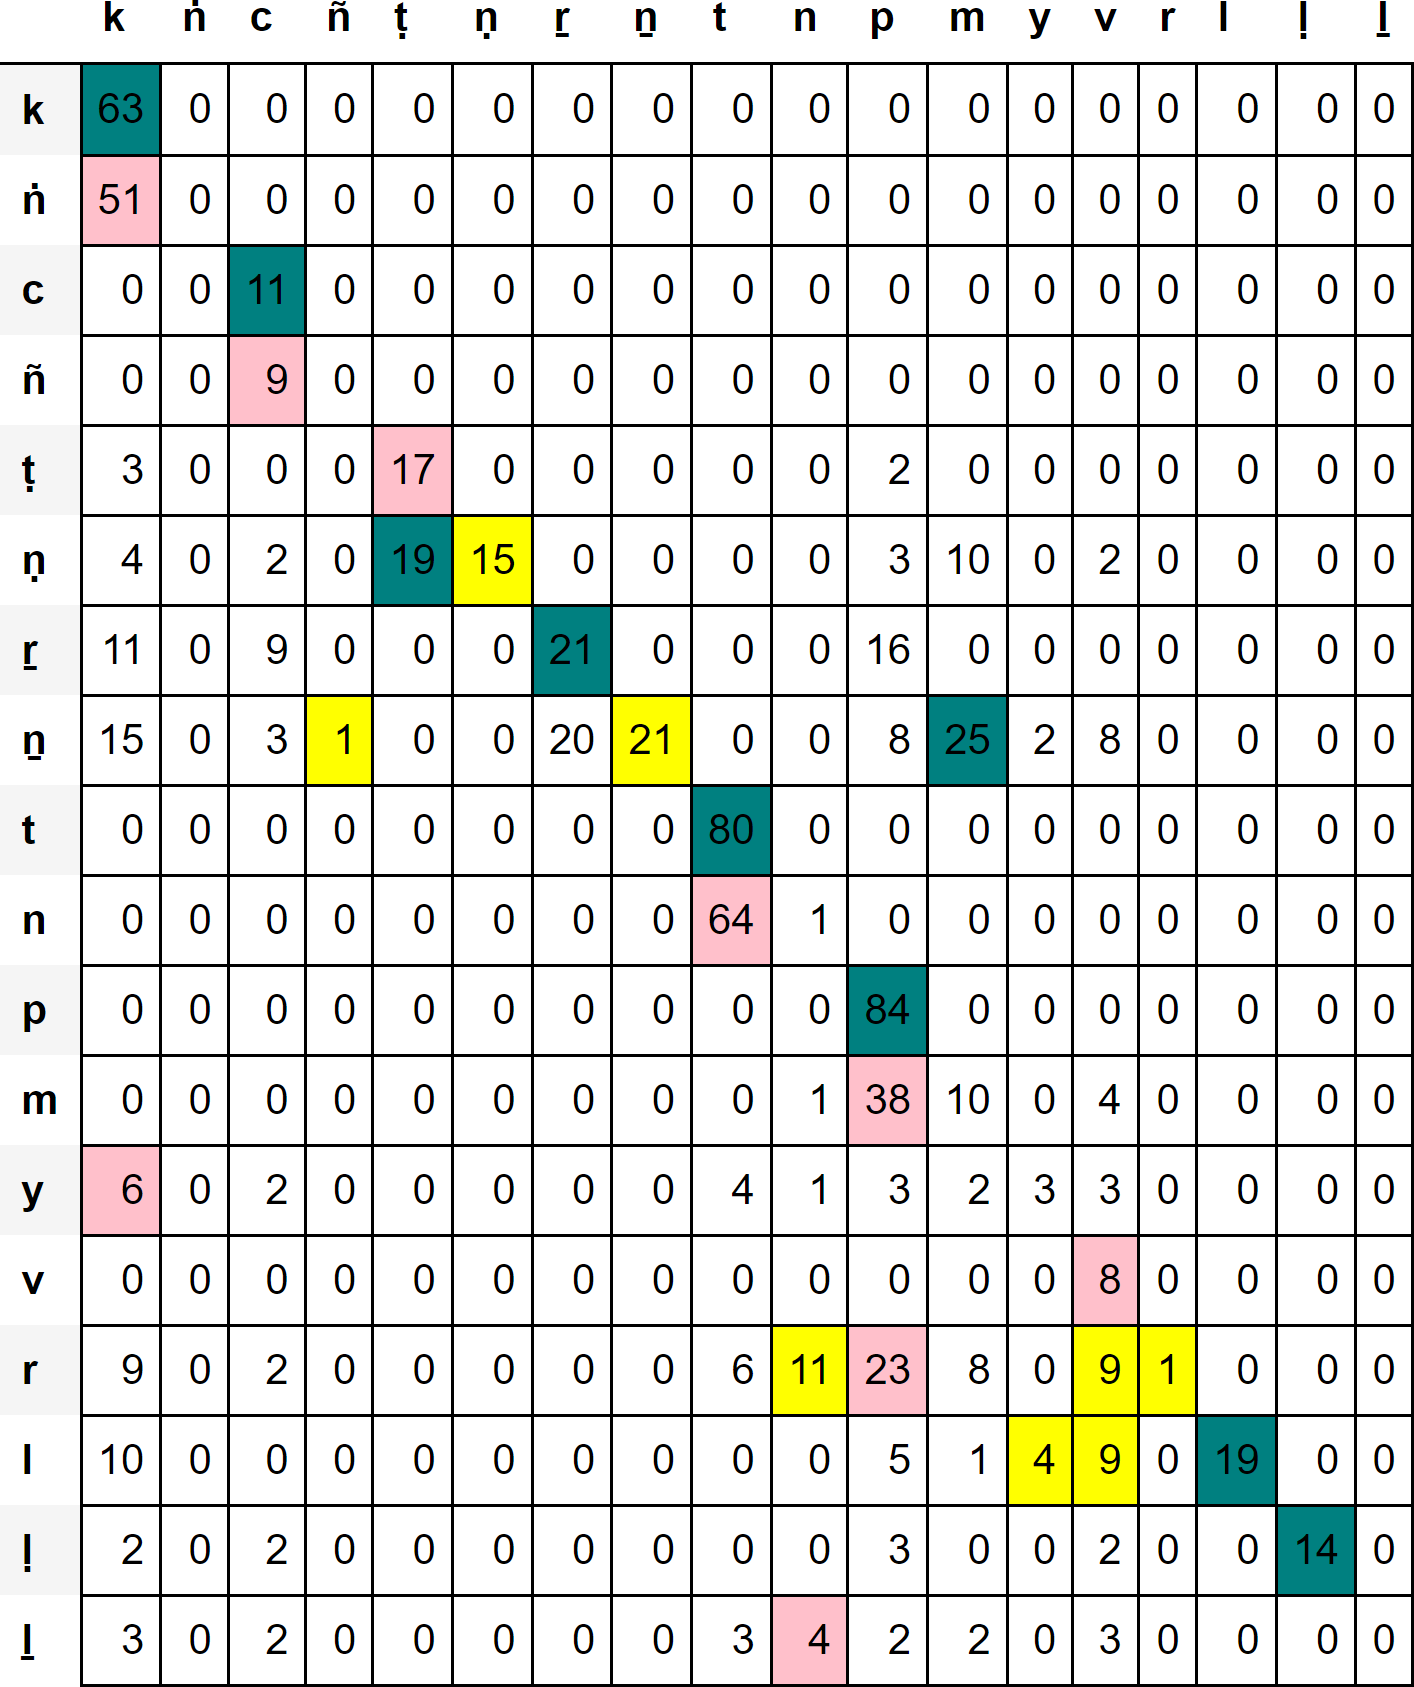 k ṅ c ñ ṭ ṇ ṟ ṉ t n p m y v r l ḷ ḻ
k 63 0 0 0 0 0 0 0 0 0 0 0 0 0 0 0 0 0
ṅ 51 0 0 0 0 0 0 0 0 0 0 0 0 0 0 0 0 0
c 0 0 11 0 0 0 0 0 0 0 0 0 0 0 0 0 0 0
ñ 0 0 9 0 0 0 0 0 0 0 0 0 0 0 0 0 0 0
ṭ 3 0 0 0 17 0 0 0 0 0 2 0 0 0 0 0 0 0
ṇ 4 0 2 0 19 15 0 0 0 0 3 10 0 2 0 0 0 0
ṟ 11 0 9 0 0 0 21 0 0 0 16 0 0 0 0 0 0 0
ṉ 15 0 3 1 0 0 20 21 0 0 8 25 2 8 0 0 0 0
t 0 0 0 0 0 0 0 0 80 0 0 0 0 0 0 0 0 0
n 0 0 0 0 0 0 0 0 64 1 0 0 0 0 0 0 0 0
p 0 0 0 0 0 0 0 0 0 0 84 0 0 0 0 0 0 0
m 0 0 0 0 0 0 0 0 0 1 38 10 0 4 0 0 0 0
y 6 0 2 0 0 0 0 0 4 1 3 2 3 3 0 0 0 0
v 0 0 0 0 0 0 0 0 0 0 0 0 0 8 0 0 0 0
r 9 0 2 0 0 0 0 0 6 11 23 8 0 9 1 0 0 0
l 10 0 0 0 0 0 0 0 0 0 5 1 4 9 0 19 0 0
ḷ 2 0 2 0 0 0 0 0 0 0 3 0 0 2 0 0 14 0
ḻ 3 0 2 0 0 0 0 0 3 4 2 2 0 3 0 0 0 0